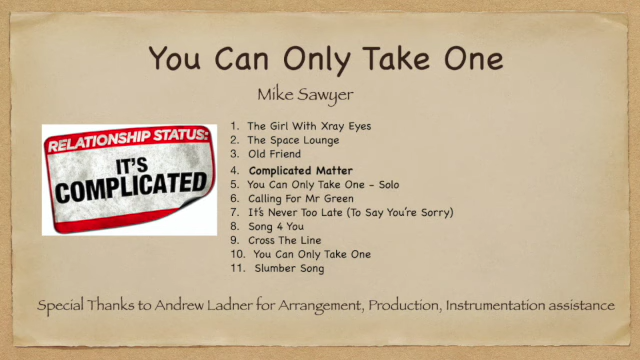 You Can Only Take One
Mike Sawyer
RELATIONSHIP STATUS:
IT'S
COMPLICATED
1. The Girl With Xray Eyes
2. The Space Lounge
3. Old Friend
4. Complicated Matter
5. You Can Only Take One - Solo
6. Calling For Mr Green
7. It's Never Too Late (To Say You're Sorry)
8. Song 4 You
9. Cross The Line
10. You Can Only Take One
11. Slumber Song
Special Thanks to Andrew Ladner for Arrangement, Production, Instrumentation assistance